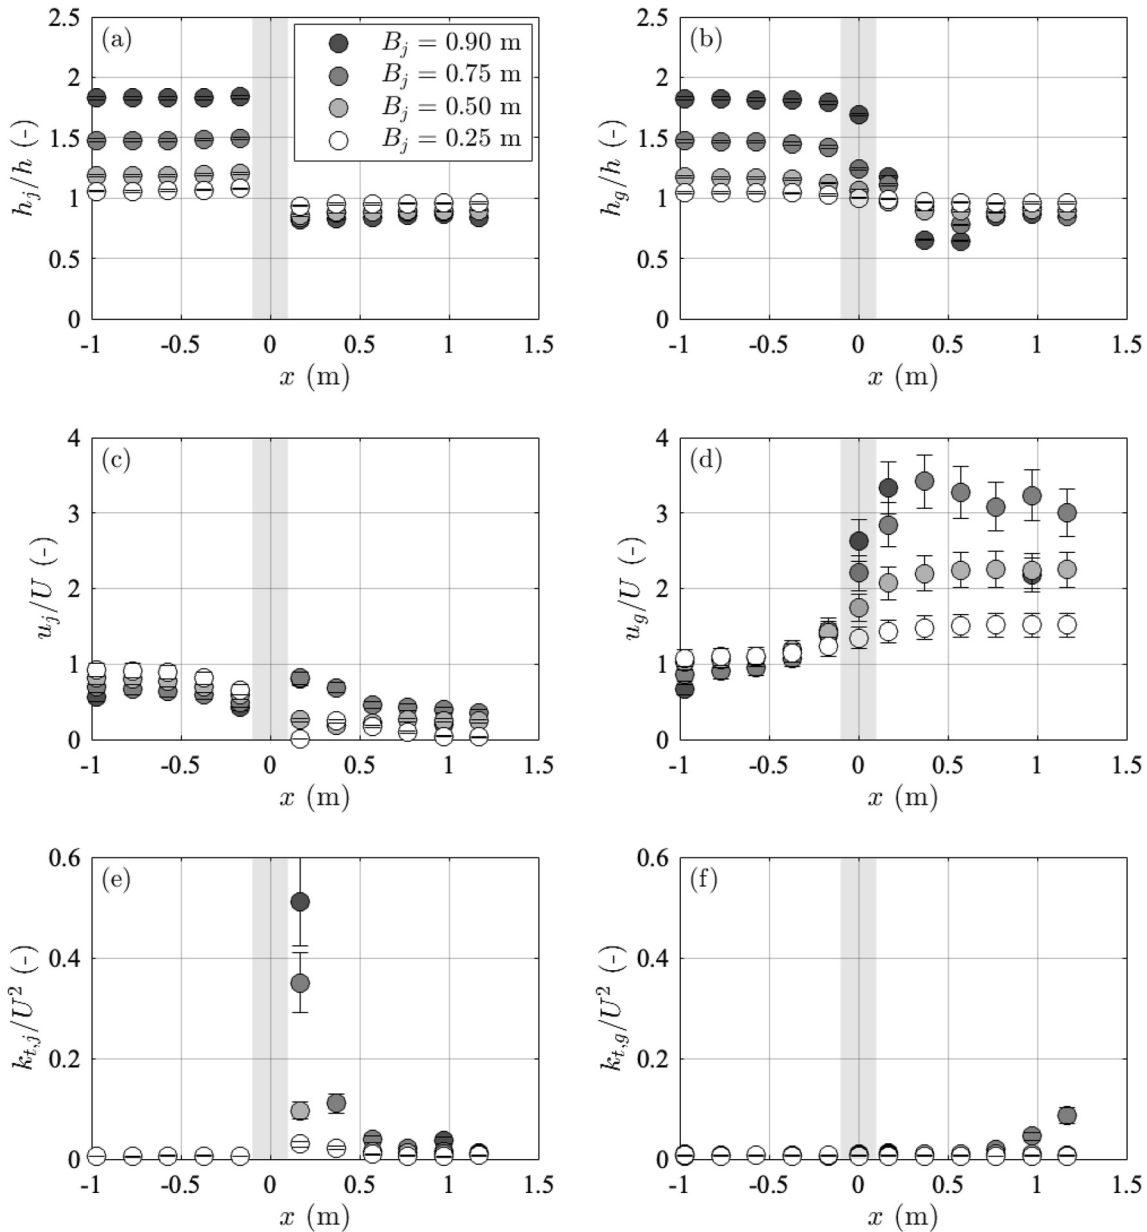 (a)
B_j = 0.90 m
B_j = 0.75 m
B_j = 0.50 m
B_j = 0.25 m
h_j/h (-)
2.5
2
1.5
1
0.5
0
-1 -0.5 0 0.5 1 1.5
x (m)
(b)
h_g/h (-)
2.5
2
1.5
1
0.5
0
-1 -0.5 0 0.5 1 1.5
x (m)
(c)
u_j/U (-)
4
3
2
1
0
-1 -0.5 0 0.5 1 1.5
x (m)
(d)
u_g/U (-)
4
3
2
1
0
-1 -0.5 0 0.5 1 1.5
x (m)
(e)
k_{t,j}/U^2 (-)
0.6
0.4
0.2
0
-1 -0.5 0 0.5 1 1.5
x (m)
(f)
k_{t,g}/U^2 (-)
0.6
0.4
0.2
0
-1 -0.5 0 0.5 1 1.5
x (m)